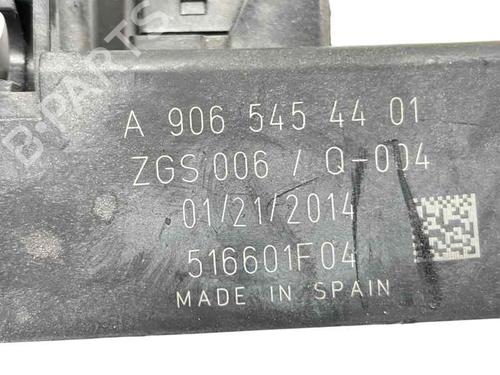 B-PARTS
A 906 545 44 01
ZGS 006 / Q-004
01/21/2014
516601F04
MADE IN SPAIN